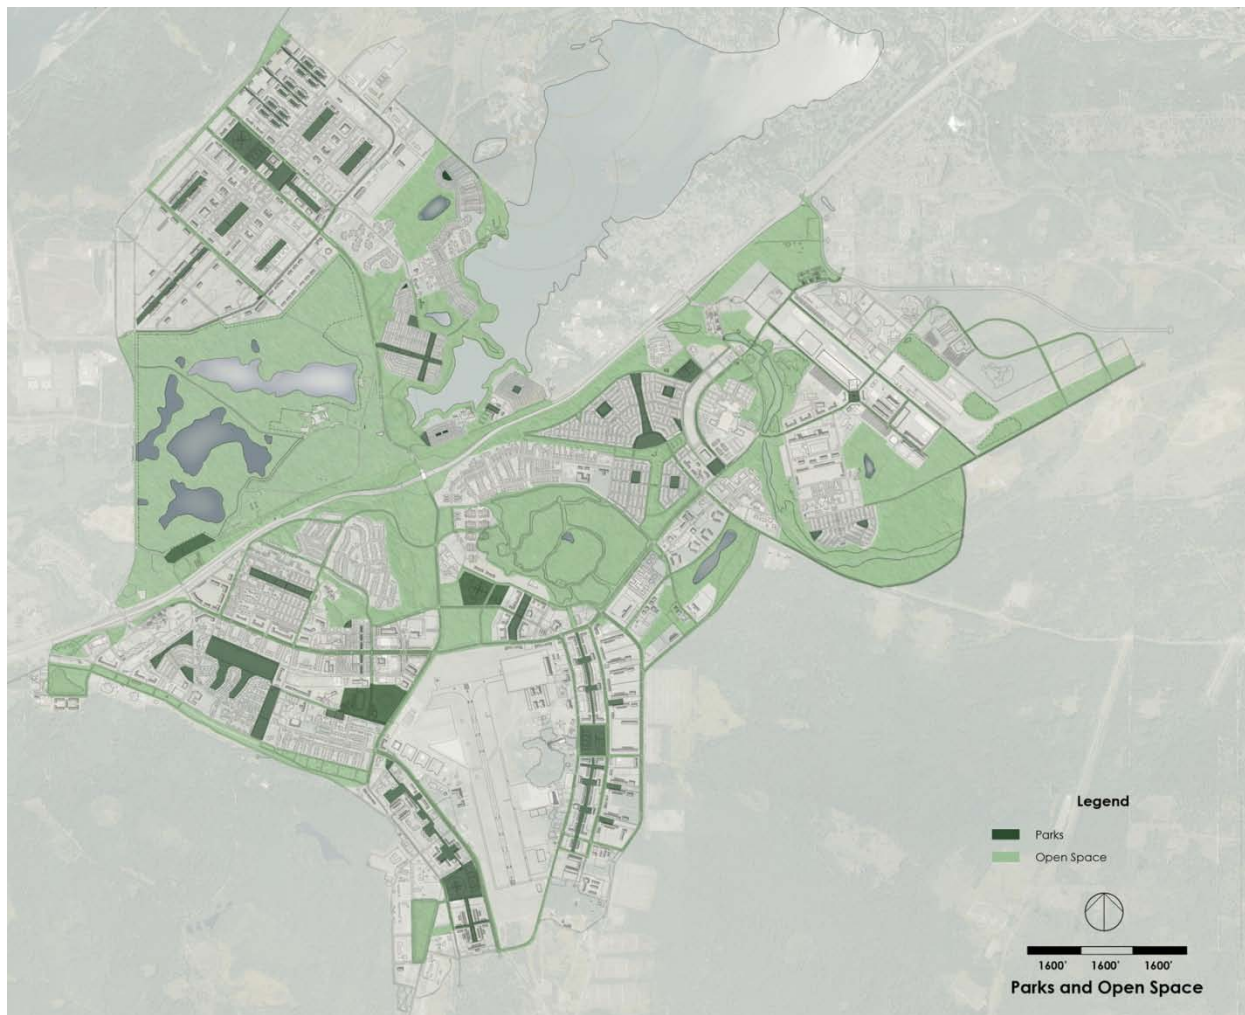 Legend
Parks
Open Space
1600' 1600' 1600'
Parks and Open Space